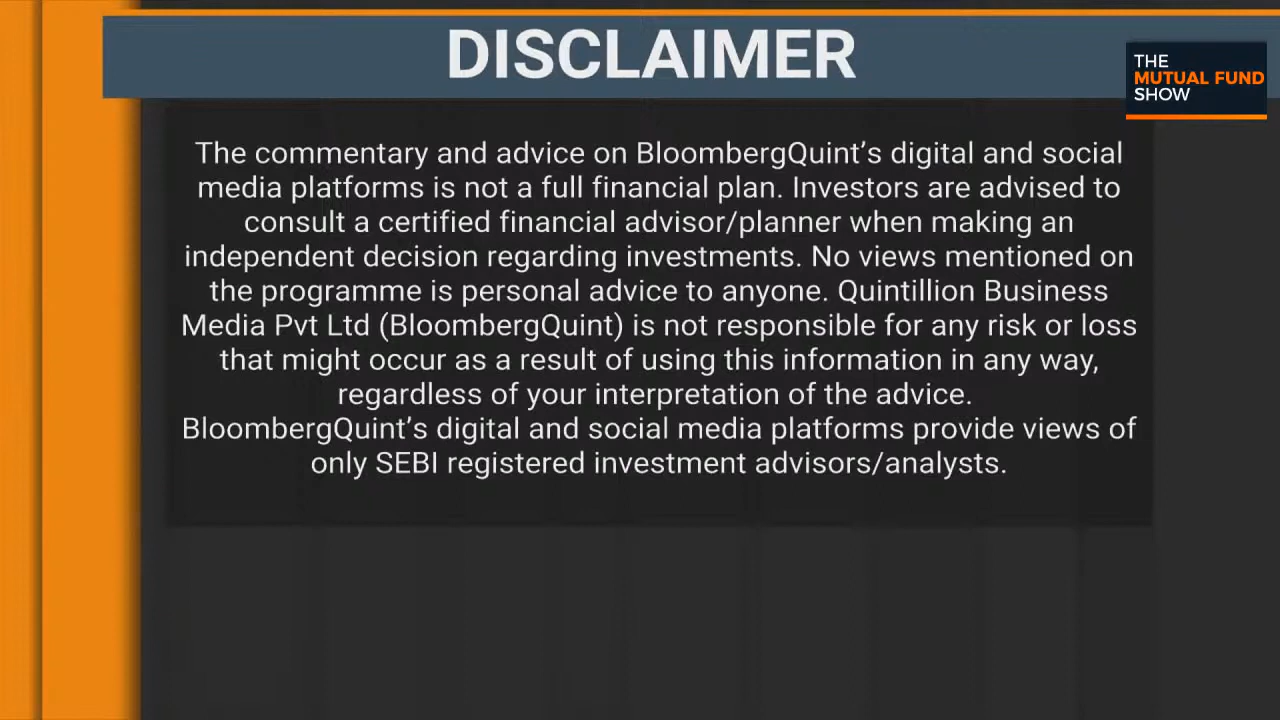 DISCLAIMER
THE
MUTUAL FUND
SHOW
The commentary and advice on BloombergQuint’s digital and social
media platforms is not a full financial plan. Investors are advised to
consult a certified financial advisor/planner when making an
independent decision regarding investments. No views mentioned on
the programme is personal advice to anyone. Quintillion Business
Media Pvt Ltd (BloombergQuint) is not responsible for any risk or loss
that might occur as a result of using this information in any way,
regardless of your interpretation of the advice.
BloombergQuint’s digital and social media platforms provide views of
only SEBI registered investment advisors/analysts.